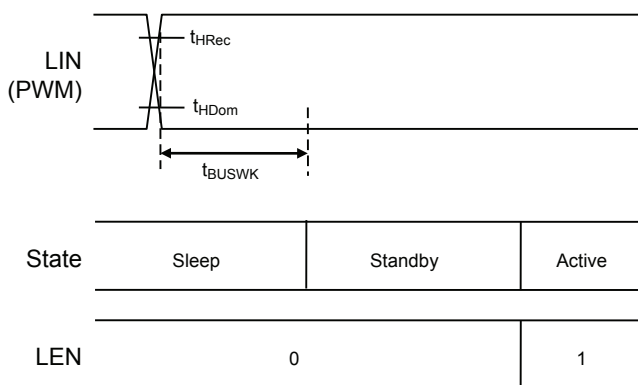 LIN
(PWM)
tHRec
tHDom
tBUSWK
State
Sleep
Standby
Active
LEN
0
1